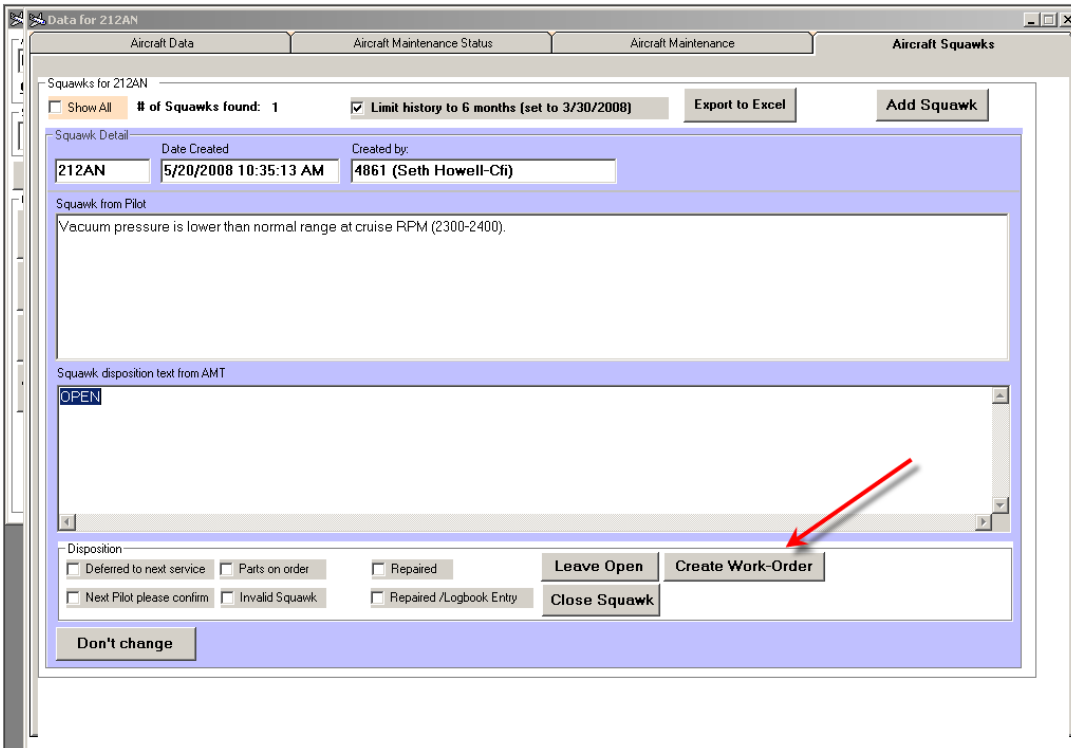 Data for 212AN
Aircraft Data
Aircraft Maintenance Status
Aircraft Maintenance
Aircraft Squawks
Squawks for 212AN
Show All
# of Squawks found: 1
Limit history to 6 months (set to 3/30/2008)
Export to Excel
Add Squawk
Squawk Detail
Date Created
Created by:
212AN
5/20/2008 10:35:13 AM
4861 (Seth Howell-Cfi)
Squawk from Pilot
Vacuum pressure is lower than normal range at cruise RPM (2300-2400).
Squawk disposition text from AMT
OPEN
Disposition
Deferred to next service
Parts on order
Repaired
Leave Open
Create Work-Order
Next Pilot please confirm
Invalid Squawk
Repaired /Logbook Entry
Close Squawk
Don't change